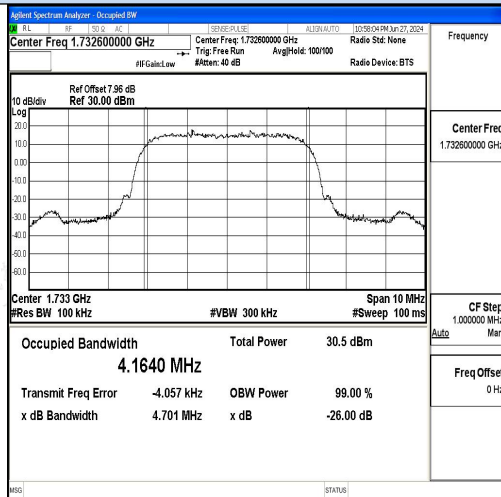 Agilent Spectrum Analyzer - Occupied BW
RL RF 50 Ω AC SENSE:PULSE ALIGN AUTO 10:58:04 PM Jun 27, 2024
Center Freq 1.732600000 GHz Center Freq: 1.732600000 GHz Radio Std: None
Trig: Free Run Avg|Hold: 100/100
#IFGain:Low #Atten: 40 dB Radio Device: BTS
Ref Offset 7.96 dB
10 dB/div Ref 30.00 dBm
Log
20.0
10.0
0.00
-10.0
-20.0
-30.0
-40.0
-50.0
-60.0
Center 1.733 GHz Span 10 MHz
#Res BW 100 kHz #VBW 300 kHz #Sweep 100 ms
Occupied Bandwidth Total Power 30.5 dBm
4.1640 MHz
Transmit Freq Error -4.057 kHz OBW Power 99.00 %
x dB Bandwidth 4.701 MHz x dB -26.00 dB
MSG STATUS
Frequency
Center Freq
1.732600000 GHz
CF Step
1.000000 MHz
Auto Man
Freq Offset
0 Hz